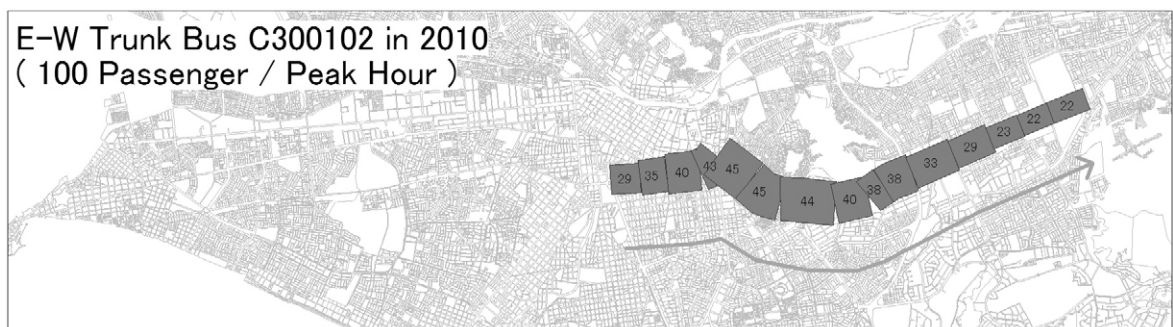 E-W Trunk Bus C300102 in 2010
( 100 Passenger / Peak Hour )
29 35 40 43 45 45 44 40 38 38 33 29 23 22 22